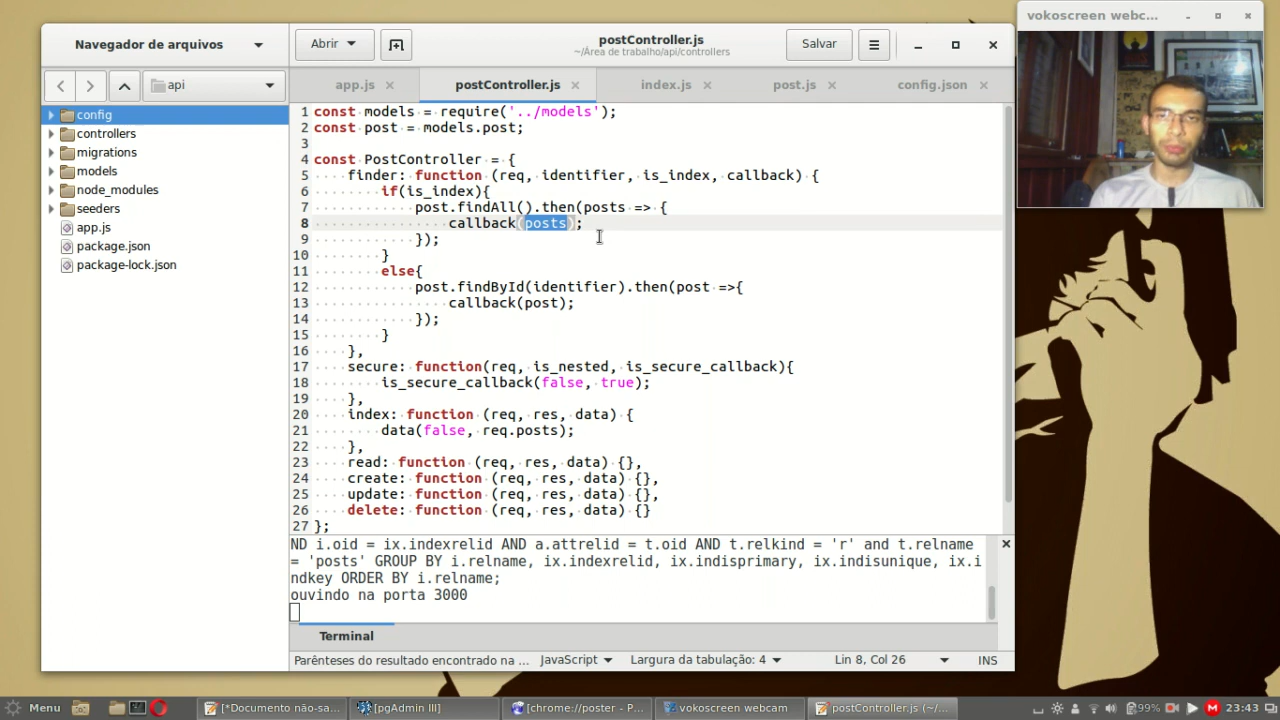 vokoscreen webc...
Navegador de arquivos
Abrir
postController.js
~/Área de trabalho/api/controllers
Salvar
api
app.js
postController.js
index.js
post.js
config.json
config
controllers
migrations
models
node_modules
seeders
app.js
package.json
package-lock.json
1 const models = require('../models');
2 const post = models.post;
3
4 const PostController = {
5 finder: function (req, identifier, is_index, callback) {
6 if(is_index){
7 post.findAll().then(posts => {
8 callback(posts);
9 });
10 }
11 else{
12 post.findById(identifier).then(post =>{
13 callback(post);
14 });
15 }
16 },
17 secure: function(req, is_nested, is_secure_callback){
18 is_secure_callback(false, true);
19 },
20 index: function (req, res, data) {
21 data(false, req.posts);
22 },
23 read: function (req, res, data) {},
24 create: function (req, res, data) {},
25 update: function (req, res, data) {},
26 delete: function (req, res, data) {}
27 };
ND i.oid = ix.indexrelid AND a.attrelid = t.oid AND t.relkind = 'r' and t.relname
= 'posts' GROUP BY i.relname, ix.indexrelid, ix.indisprimary, ix.indisunique, ix.i
ndkey ORDER BY i.relname;
ouvindo na porta 3000
Terminal
Parênteses do resultado encontrado na ...
JavaScript
Largura da tabulação: 4
Lin 8, Col 26
INS
Menu
[*Documento não-sa...
[pgAdmin III]
[chrome://poster - P...
vokoscreen webcam
postController.js (~/...
99%
23:43